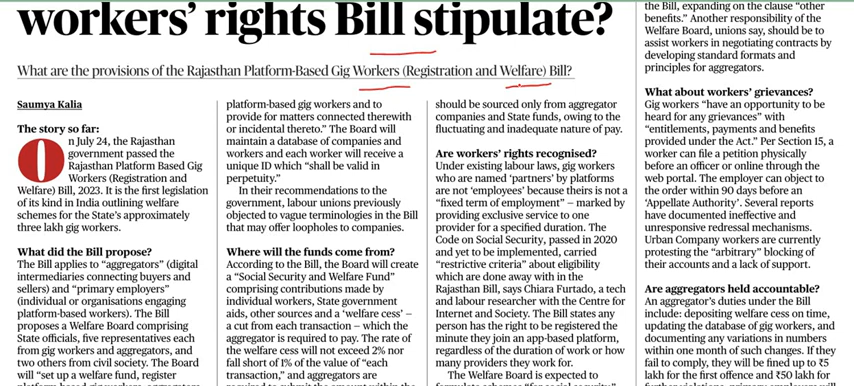 workers' rights Bill stipulate?
What are the provisions of the Rajasthan Platform-Based Gig Workers (Registration and Welfare) Bill?
Saumya Kalia
The story so far:
On July 24, the Rajasthan
government passed the
Rajasthan Platform Based Gig
Workers (Registration and
Welfare) Bill, 2023. It is the first legislation
of its kind in India outlining welfare
schemes for the State's approximately
three lakh gig workers.
What did the Bill propose?
The Bill applies to “aggregators” (digital
intermediaries connecting buyers and
sellers) and “primary employers”
(individual or organisations engaging
platform-based workers). The Bill
proposes a Welfare Board comprising
State officials, five representatives each
from gig workers and aggregators, and
two others from civil society. The Board
will “set up a welfare fund, register
platform-based gig workers and to
provide for matters connected therewith
or incidental thereto.” The Board will
maintain a database of companies and
workers and each worker will receive a
unique ID which “shall be valid in
perpetuity.”
In their recommendations to the
government, labour unions previously
objected to vague terminologies in the Bill
that may offer loopholes to companies.
Where will the funds come from?
According to the Bill, the Board will create
a “Social Security and Welfare Fund”
comprising contributions made by
individual workers, State government
aids, other sources and a ‘welfare cess’ –
a cut from each transaction – which the
aggregator is required to pay. The rate of
the welfare cess will not exceed 2% nor
fall short of 1% of the value of “each
transaction,” and aggregators are
should be sourced only from aggregator
companies and State funds, owing to the
fluctuating and inadequate nature of pay.
Are workers' rights recognised?
Under existing labour laws, gig workers
who are named ‘partners’ by platforms
are not ‘employees’ because theirs is not a
“fixed term of employment” – marked by
providing exclusive service to one
provider for a specified duration. The
Code on Social Security, passed in 2020
and yet to be implemented, carried
“restrictive criteria” about eligibility
which are done away with in the
Rajasthan Bill, says Chiara Furtado, a tech
and labour researcher with the Centre for
Internet and Society. The Bill states any
person has the right to be registered the
minute they join an app-based platform,
regardless of the duration of work or how
many providers they work for.
The Welfare Board is expected to
the Bill, expanding on the clause “other
benefits.” Another responsibility of the
Welfare Board, unions say, should be to
assist workers in negotiating contracts by
developing standard formats and
principles for aggregators.
What about workers' grievances?
Gig workers “have an opportunity to be
heard for any grievances” with
“entitlements, payments and benefits
provided under the Act.” Per Section 15, a
worker can file a petition physically
before an officer or online through the
web portal. The employer can object to
the order within 90 days before an
‘Appellate Authority’. Several reports
have documented ineffective and
unresponsive redressal mechanisms.
Urban Company workers are currently
protesting the “arbitrary” blocking of
their accounts and a lack of support.
Are aggregators held accountable?
An aggregator's duties under the Bill
include: depositing welfare cess on time,
updating the database of gig workers, and
documenting any variations in numbers
within one month of such changes. If they
fail to comply, they will be fined up to ₹5
lakh for the first offence and ₹50 lakh for